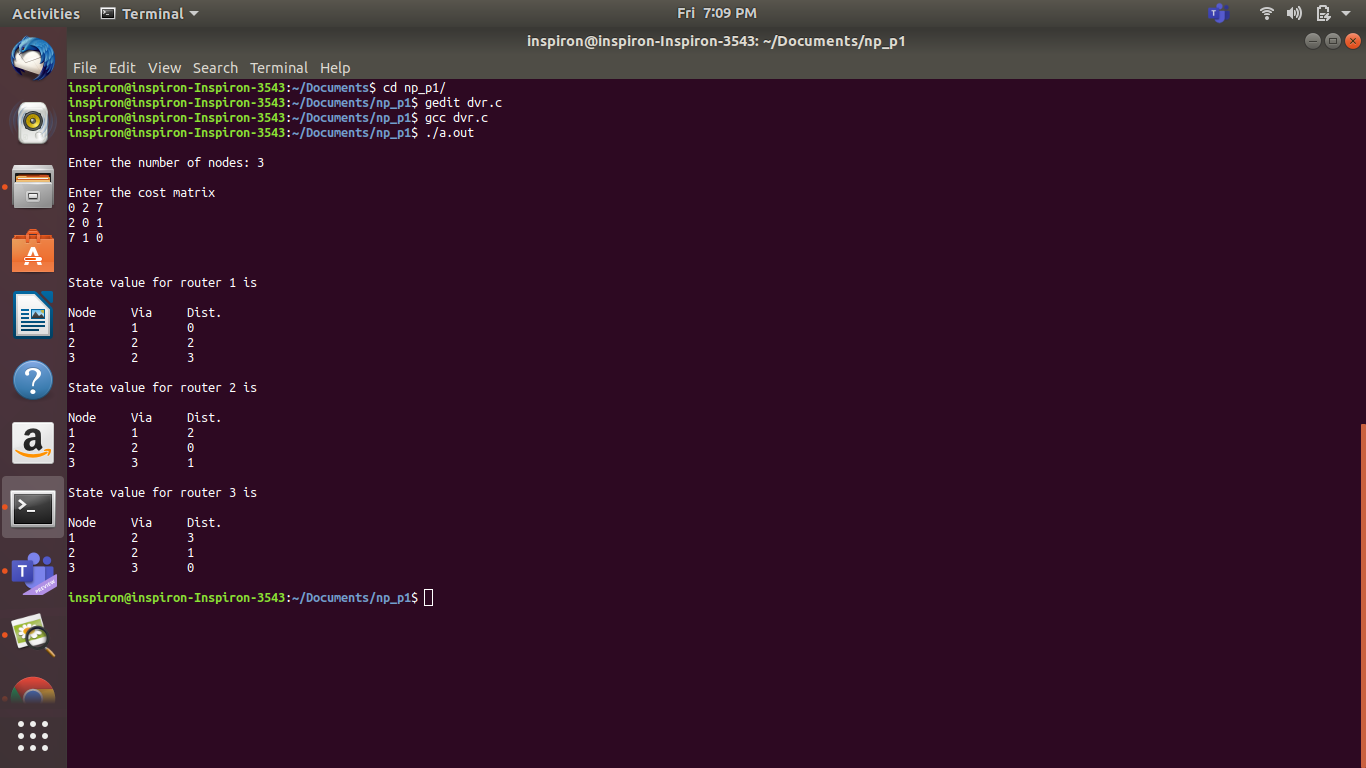 Activities Terminal Fri 7:09 PM
inspiron@inspiron-Inspiron-3543: ~/Documents/np_p1
File Edit View Search Terminal Help
inspiron@inspiron-Inspiron-3543:~/Documents$ cd np_p1/
inspiron@inspiron-Inspiron-3543:~/Documents/np_p1$ gedit dvr.c
inspiron@inspiron-Inspiron-3543:~/Documents/np_p1$ gcc dvr.c
inspiron@inspiron-Inspiron-3543:~/Documents/np_p1$ ./a.out
Enter the number of nodes: 3
Enter the cost matrix
0 2 7
2 0 1
7 1 0
State value for router 1 is
Node Via Dist.
1 1 0
2 2 2
3 2 3
State value for router 2 is
Node Via Dist.
1 1 2
2 2 0
3 3 1
State value for router 3 is
Node Via Dist.
1 2 3
2 2 1
3 3 0
inspiron@inspiron-Inspiron-3543:~/Documents/np_p1$